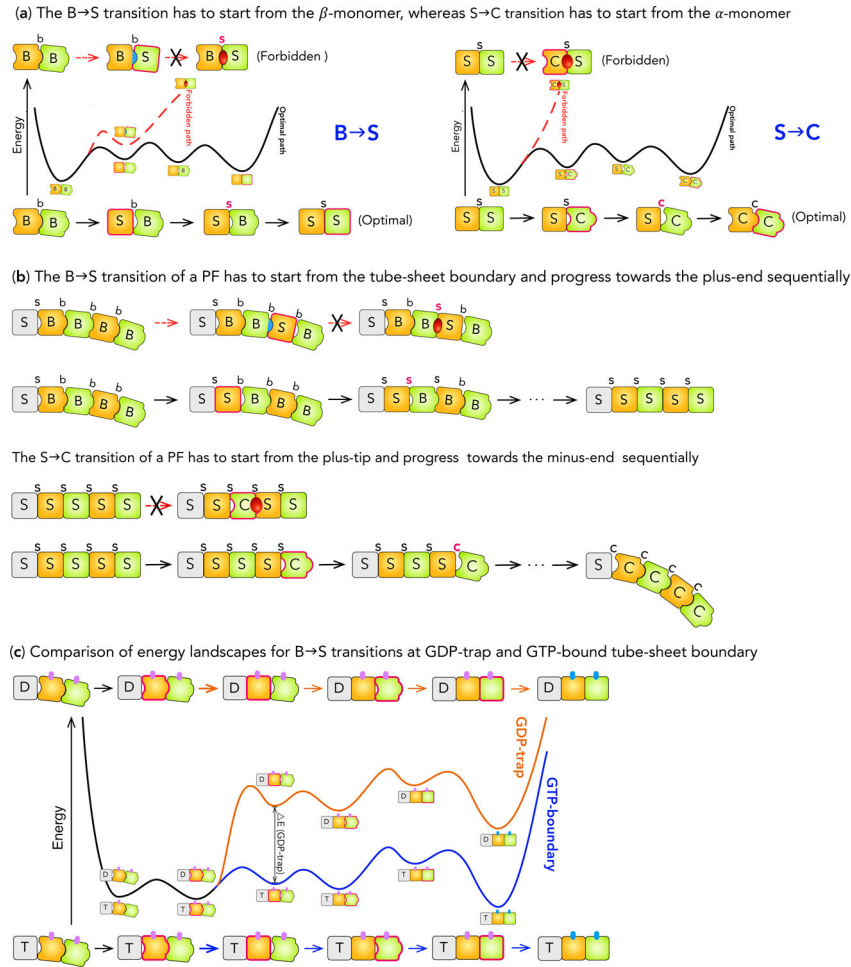 (a) The B→S transition has to start from the β-monomer, whereas S→C transition has to start from the α-monomer
b b s s s
B B B S B S (Forbidden ) S S C S (Forbidden)
Energy
Forbidden path
Optimal path
B→S
Energy
Forbidden path
Optimal path
S→C
b b s s s c c
B B S B S B S S (Optimal) S S S C S C C C (Optimal)
(b) The B→S transition of a PF has to start from the tube-sheet boundary and progress towards the plus-end sequentially
s b b b s b b b s b s b
S B B B B S B B S B S B B S B
s b b b s b b b s s s b s s s s
S B B B B S S B B B S S B B B ··· S S S S S
The S→C transition of a PF has to start from the plus-tip and progress towards the minus-end sequentially
s s s s s s s s
S S S S S S S C S S
s s s s s s s s s s s c c c c c
S S S S S S S S S C S S S S C ··· S C C C C
(c) Comparison of energy landscapes for B→S transitions at GDP-trap and GTP-bound tube-sheet boundary
D D D D D D
Energy
GDP-trap
GTP-boundary
△E (GDP-trap)
D D D D D D
T T T T T T
T T T T T T